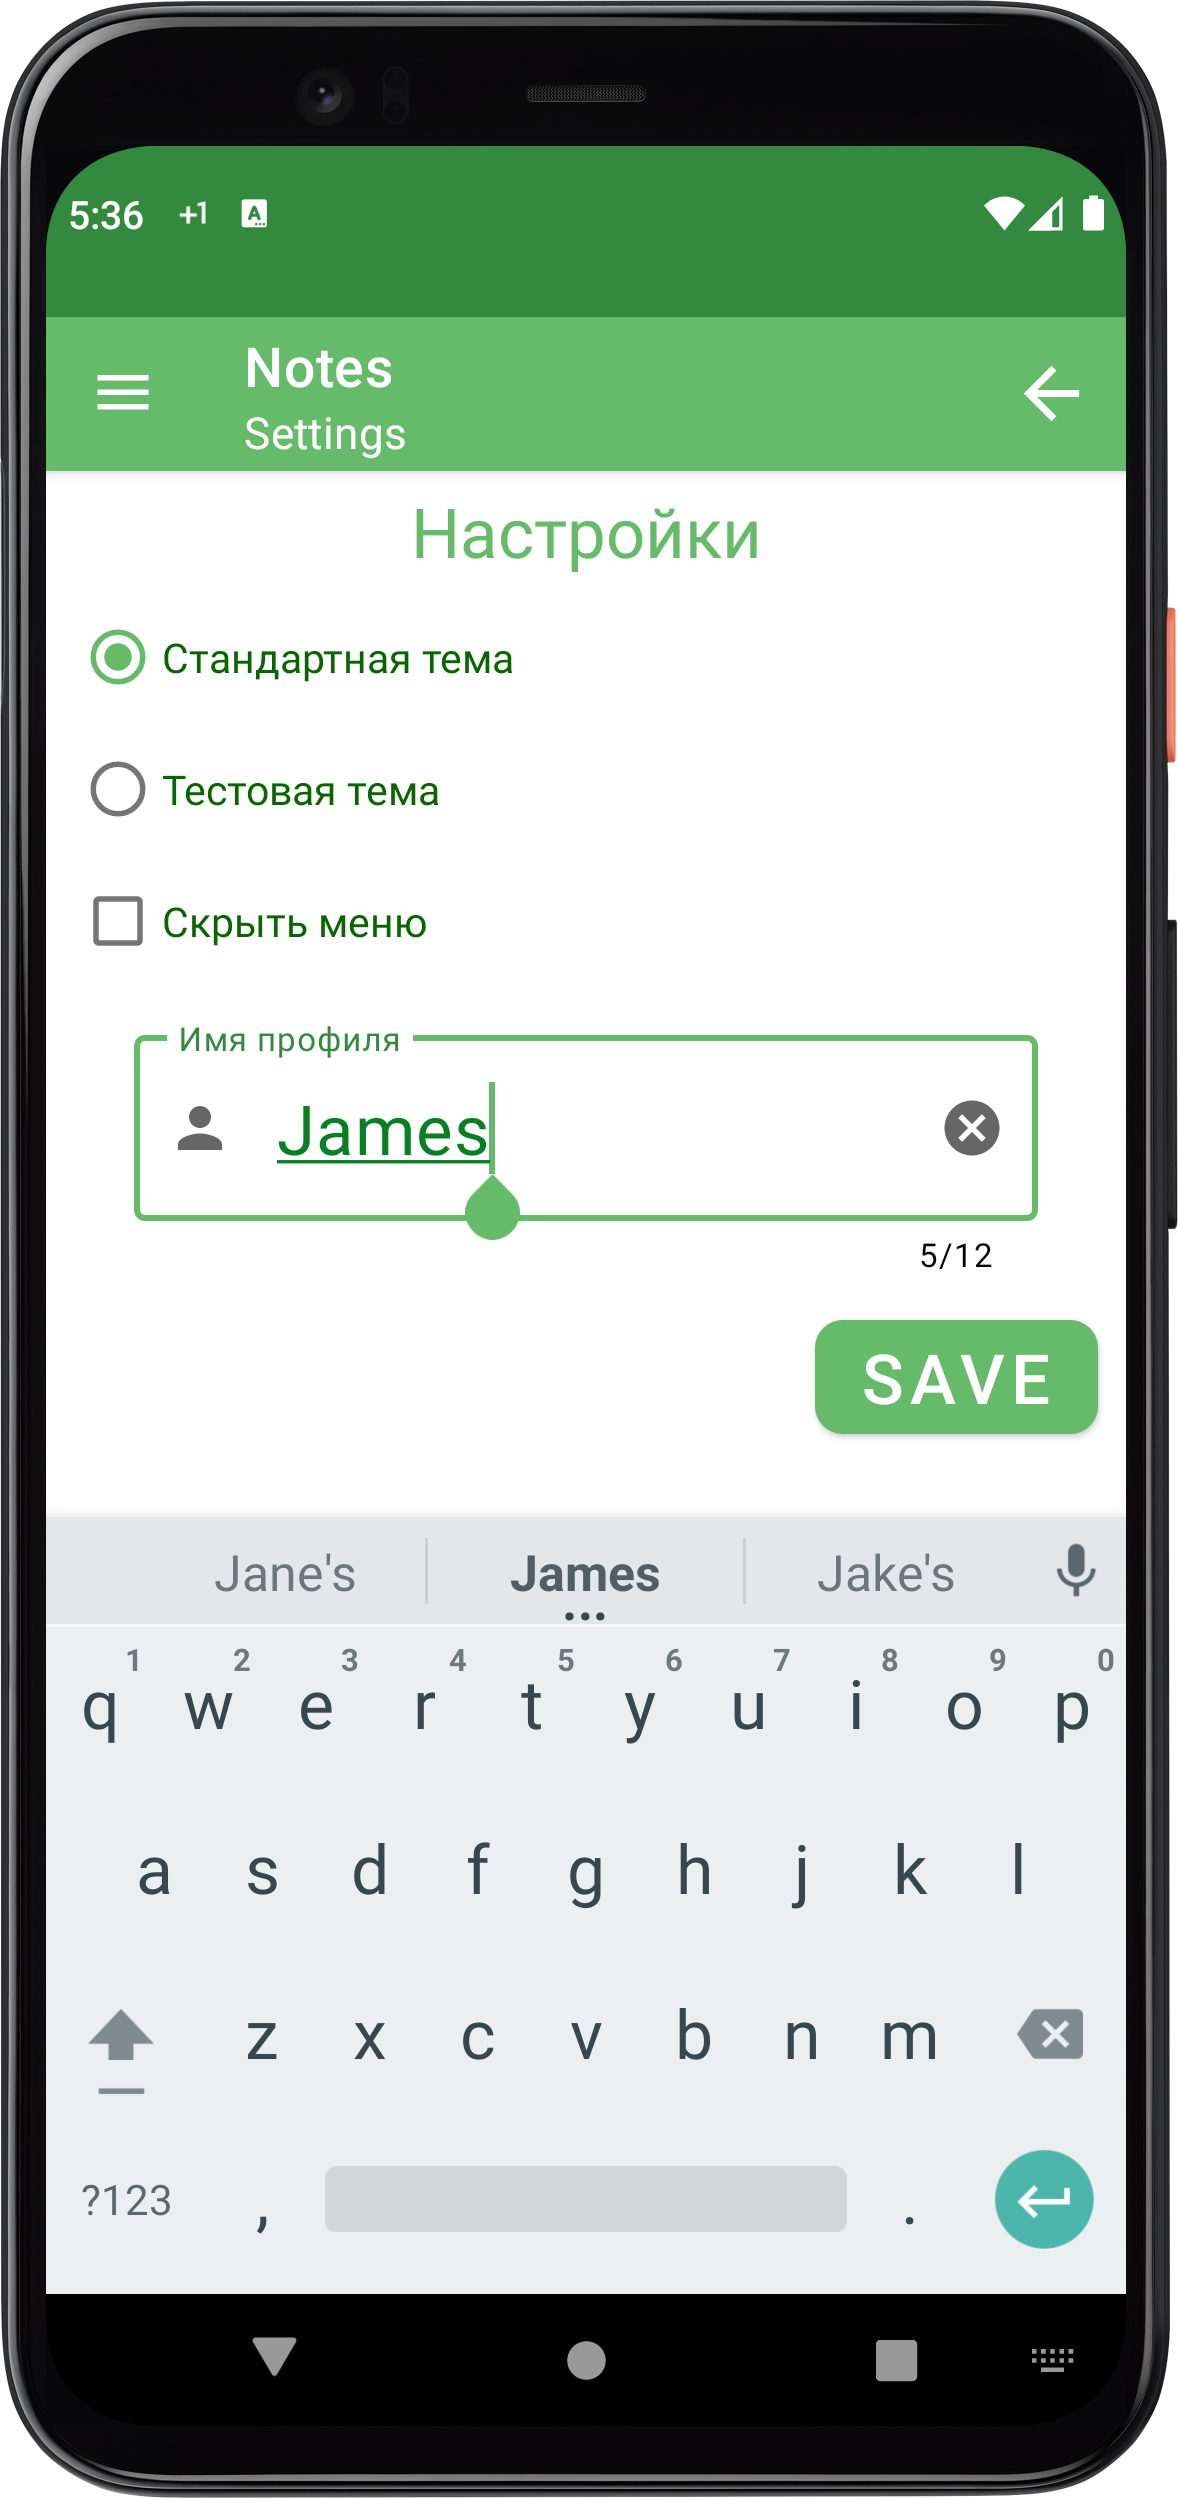 5:36 +1 A
Notes
Settings
Настройки
Стандартная тема
Тестовая тема
Скрыть меню
Имя профиля
James
5/12
SAVE
Jane's James Jake's
1 2 3 4 5 6 7 8 9 0
q w e r t y u i o p
a s d f g h j k l
z x c v b n m
?123 , .